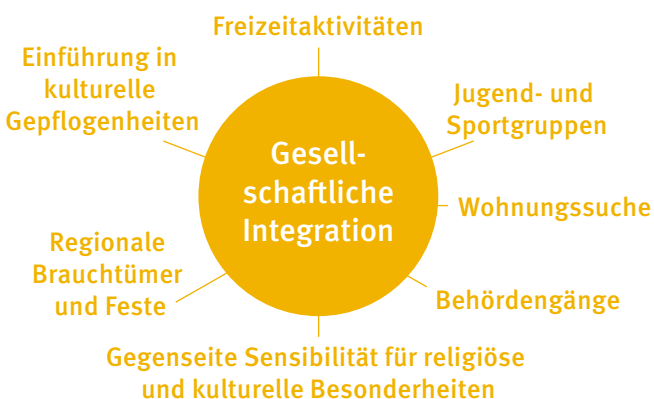 Freizeitaktivitäten
Einführung in
kulturelle
Gepflogenheiten
Jugend- und
Sportgruppen
Gesell-
schaftliche
Integration
Wohnungssuche
Regionale
Brauchtümer
und Feste
Behördengänge
Gegenseite Sensibilität für religiöse
und kulturelle Besonderheiten